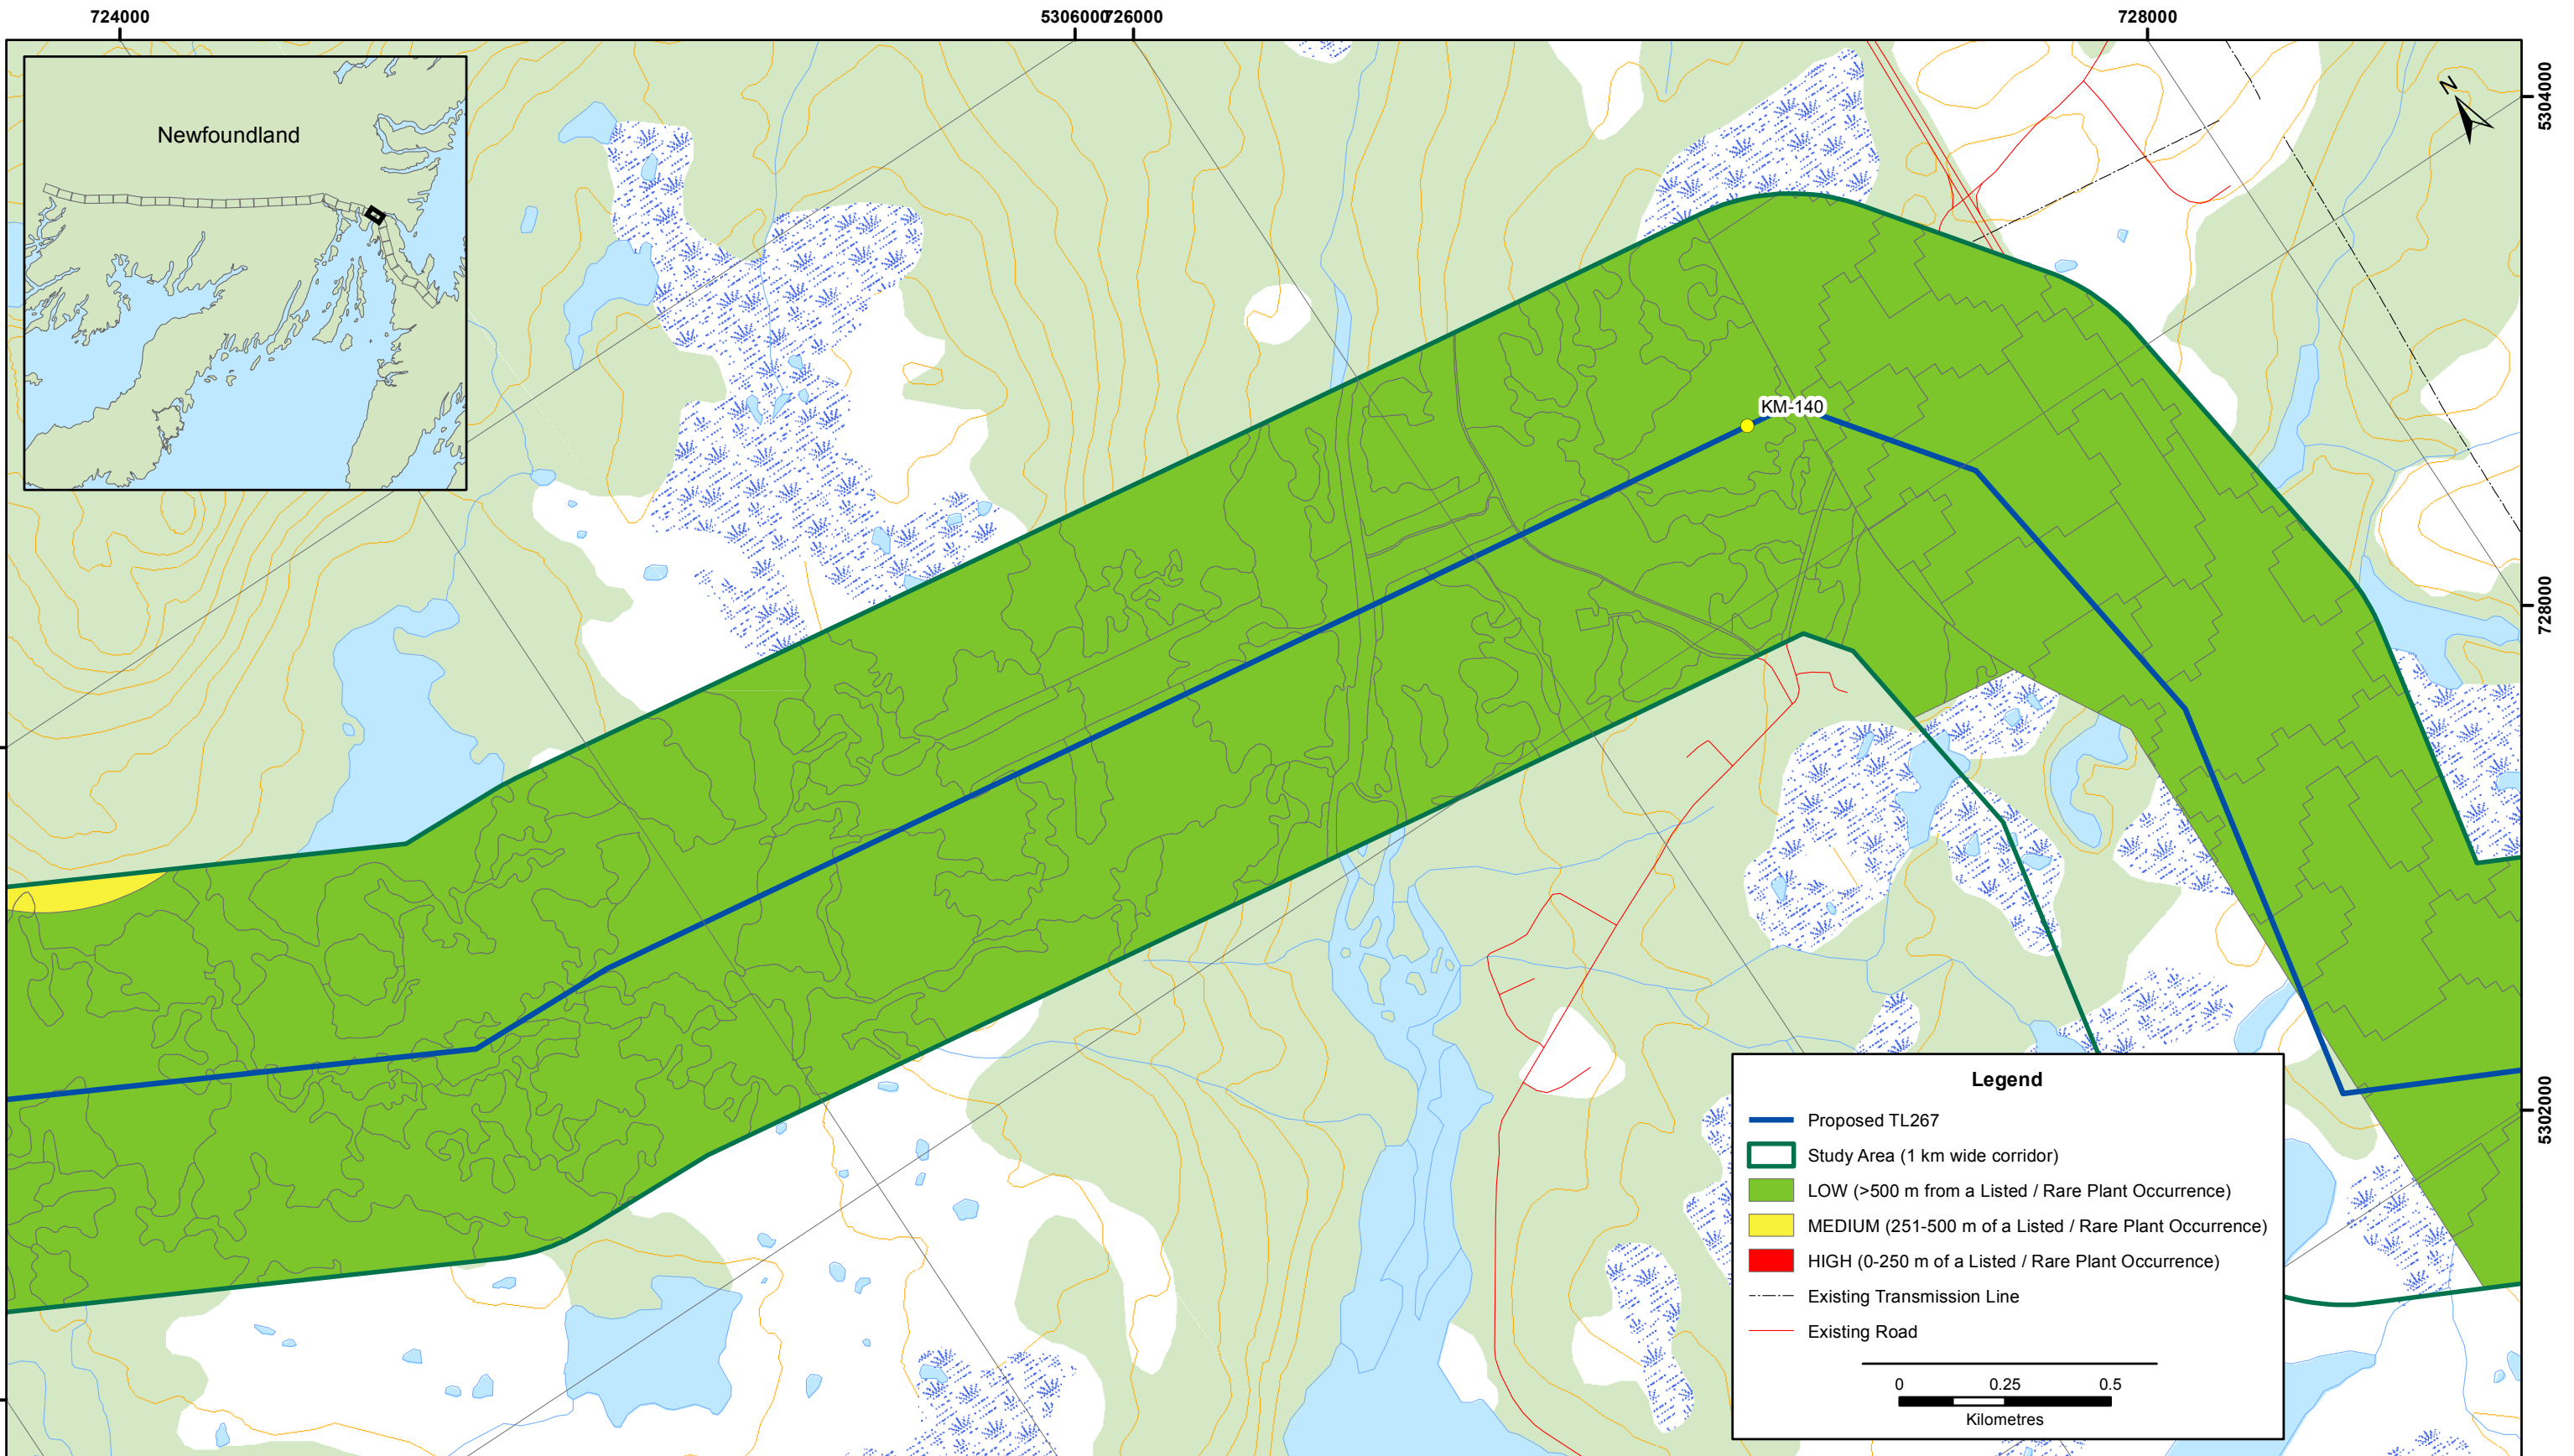 724000
5306000
726000
728000
Newfoundland
N
5304000
KM-140
728000
5302000
Legend
Proposed TL267
Study Area (1 km wide corridor)
LOW (>500 m from a Listed / Rare Plant Occurrence)
MEDIUM (251-500 m of a Listed / Rare Plant Occurrence)
HIGH (0-250 m of a Listed / Rare Plant Occurrence)
Existing Transmission Line
Existing Road
0 0.25 0.5
Kilometres